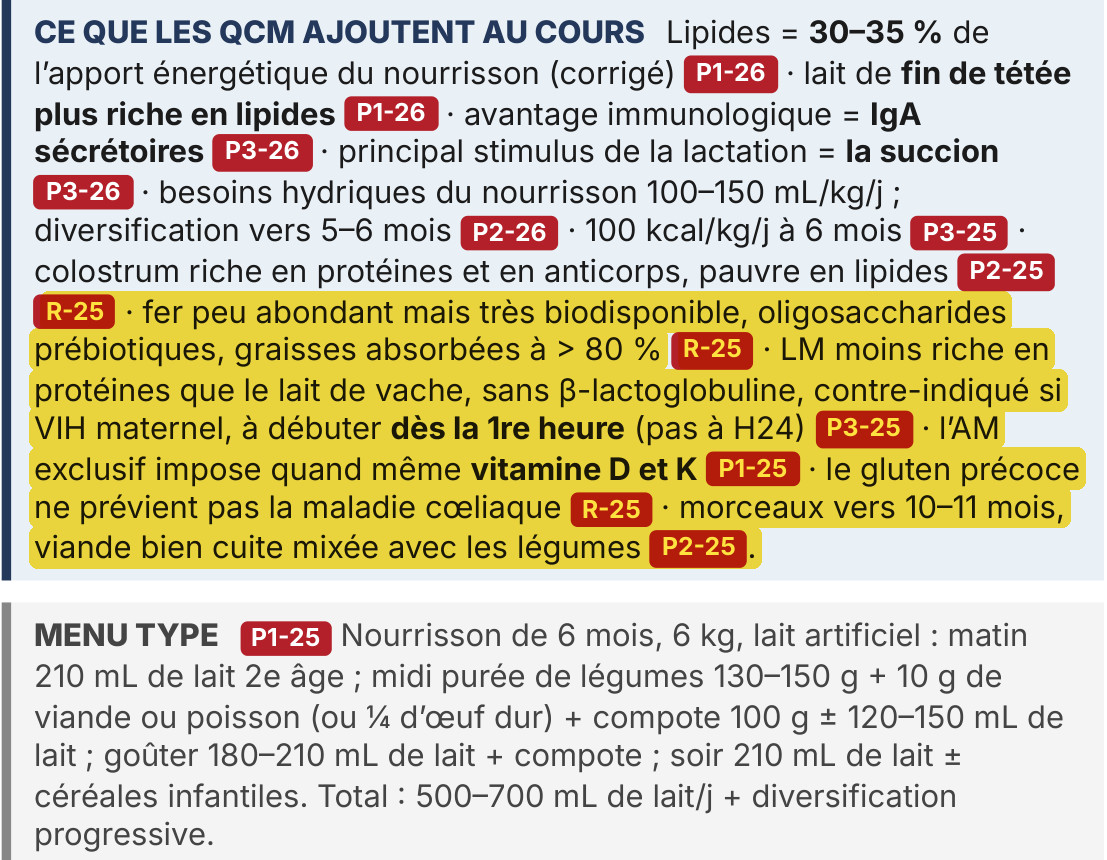 CE QUE LES QCM AJOUTENT AU COURS Lipides = 30–35 % de
l’apport énergétique du nourrisson (corrigé) P1-26 · lait de fin de tétée
plus riche en lipides P1-26 · avantage immunologique = IgA
sécrétoires P3-26 · principal stimulus de la lactation = la succion
P3-26 · besoins hydriques du nourrisson 100–150 mL/kg/j ;
diversification vers 5–6 mois P2-26 · 100 kcal/kg/j à 6 mois P3-25 ·
colostrum riche en protéines et en anticorps, pauvre en lipides P2-25
R-25 · fer peu abondant mais très biodisponible, oligosaccharides
prébiotiques, graisses absorbées à > 80 % R-25 · LM moins riche en
protéines que le lait de vache, sans β-lactoglobuline, contre-indiqué si
VIH maternel, à débuter dès la 1re heure (pas à H24) P3-25 · l’AM
exclusif impose quand même vitamine D et K P1-25 · le gluten précoce
ne prévient pas la maladie cœliaque R-25 · morceaux vers 10–11 mois,
viande bien cuite mixée avec les légumes P2-25.
MENU TYPE P1-25 Nourrisson de 6 mois, 6 kg, lait artificiel : matin
210 mL de lait 2e âge ; midi purée de légumes 130–150 g + 10 g de
viande ou poisson (ou ¼ d’œuf dur) + compote 100 g ± 120–150 mL de
lait ; goûter 180–210 mL de lait + compote ; soir 210 mL de lait ±
céréales infantiles. Total : 500–700 mL de lait/j + diversification
progressive.